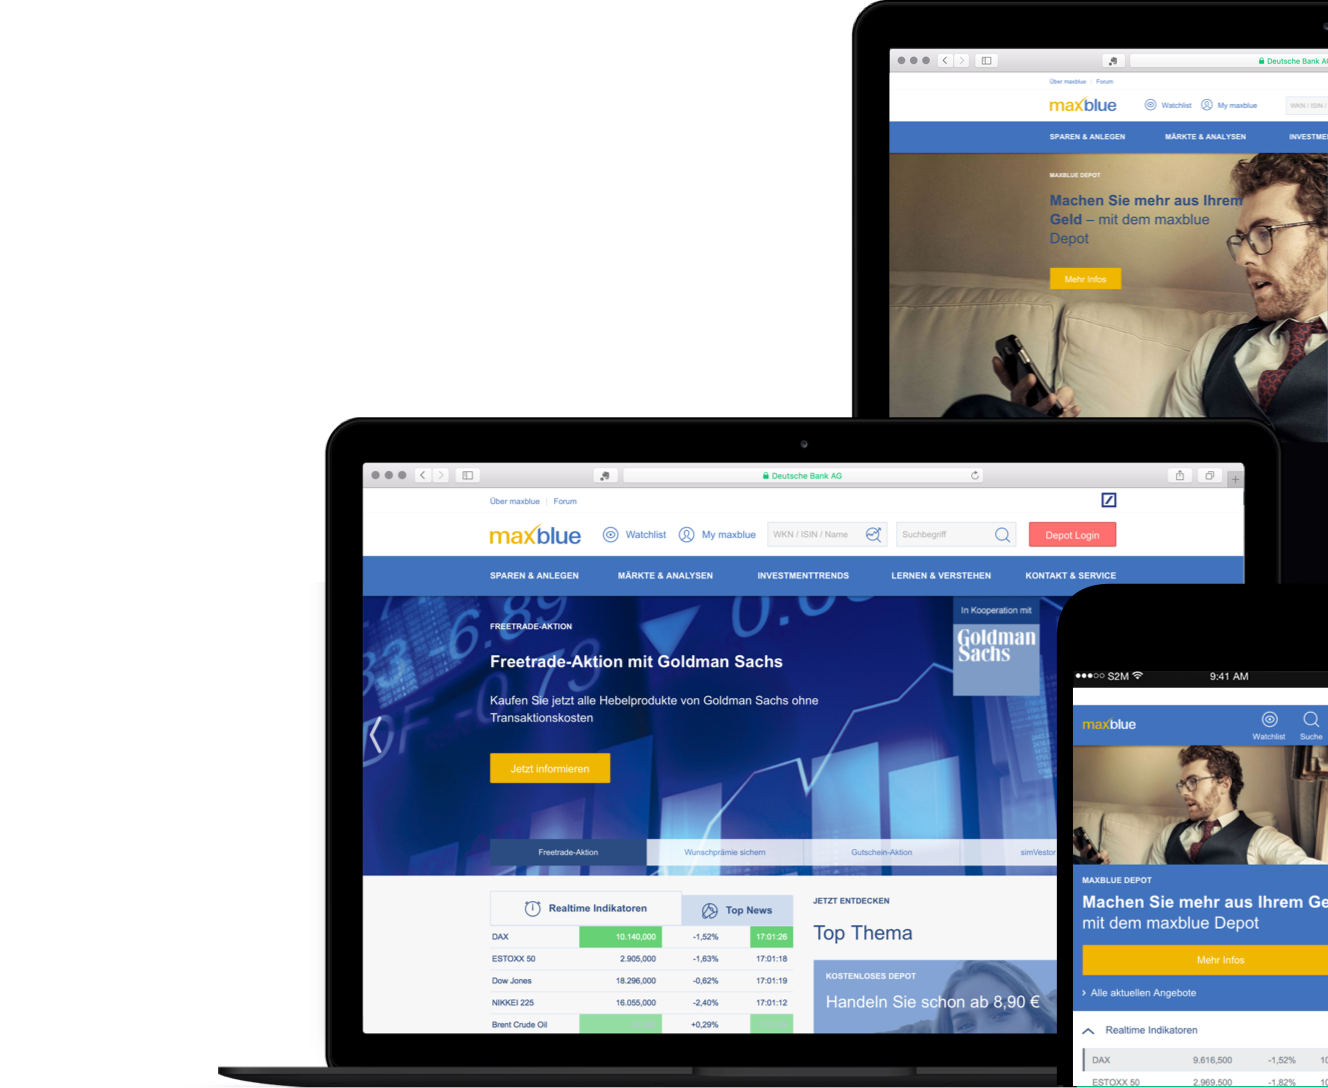 Deutsche Bank AG
Über maxblue | Forum
maxblue Watchlist My maxblue WKN / ISIN /
SPAREN & ANLEGEN MÄRKTE & ANALYSEN INVESTME
MAXBLUE DEPOT
Machen Sie mehr aus Ihrem
Geld – mit dem maxblue
Depot
Mehr Infos
Deutsche Bank AG
Über maxblue | Forum
maxblue Watchlist My maxblue WKN / ISIN / Name Suchbegriff Depot Login
SPAREN & ANLEGEN MÄRKTE & ANALYSEN INVESTMENTTRENDS LERNEN & VERSTEHEN KONTAKT & SERVICE
In Kooperation mit
Goldman
Sachs
FREETRADE-AKTION
Freetrade-Aktion mit Goldman Sachs
Kaufen Sie jetzt alle Hebelprodukte von Goldman Sachs ohne
Transaktionskosten
Jetzt informieren
Freetrade-Aktion Wunschprämie sichern Gutschein-Aktion simVestor
Realtime Indikatoren Top News
DAX 10.140,000 -1,52% 17:01:26
ESTOXX 50 2.905,000 -1,63% 17:01:18
Dow Jones 18.296,000 -0,62% 17:01:19
NIKKEI 225 16.055,000 -2,40% 17:01:12
Brent Crude Oil +0,29%
JETZT ENTDECKEN
Top Thema
KOSTENLOSES DEPOT
Handeln Sie schon ab 8,90 €
S2M 9:41 AM
maxblue Watchlist Suche
MAXBLUE DEPOT
Machen Sie mehr aus Ihrem Ge
mit dem maxblue Depot
Mehr Infos
› Alle aktuellen Angebote
Realtime Indikatoren
DAX 9.616,500 -1,52% 10
ESTOXX 50 2.969,500 -1,82% 10